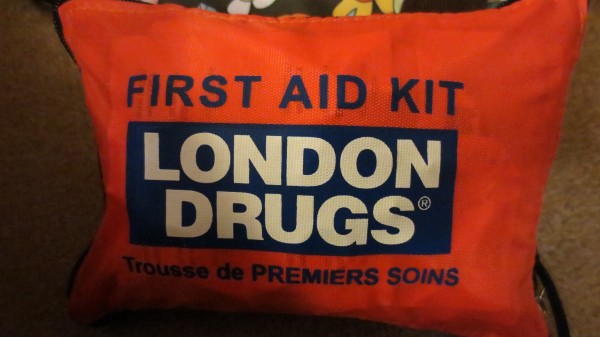 FIRST AID KIT
LONDON
DRUGS®
Trousse de PREMIERS SOINS